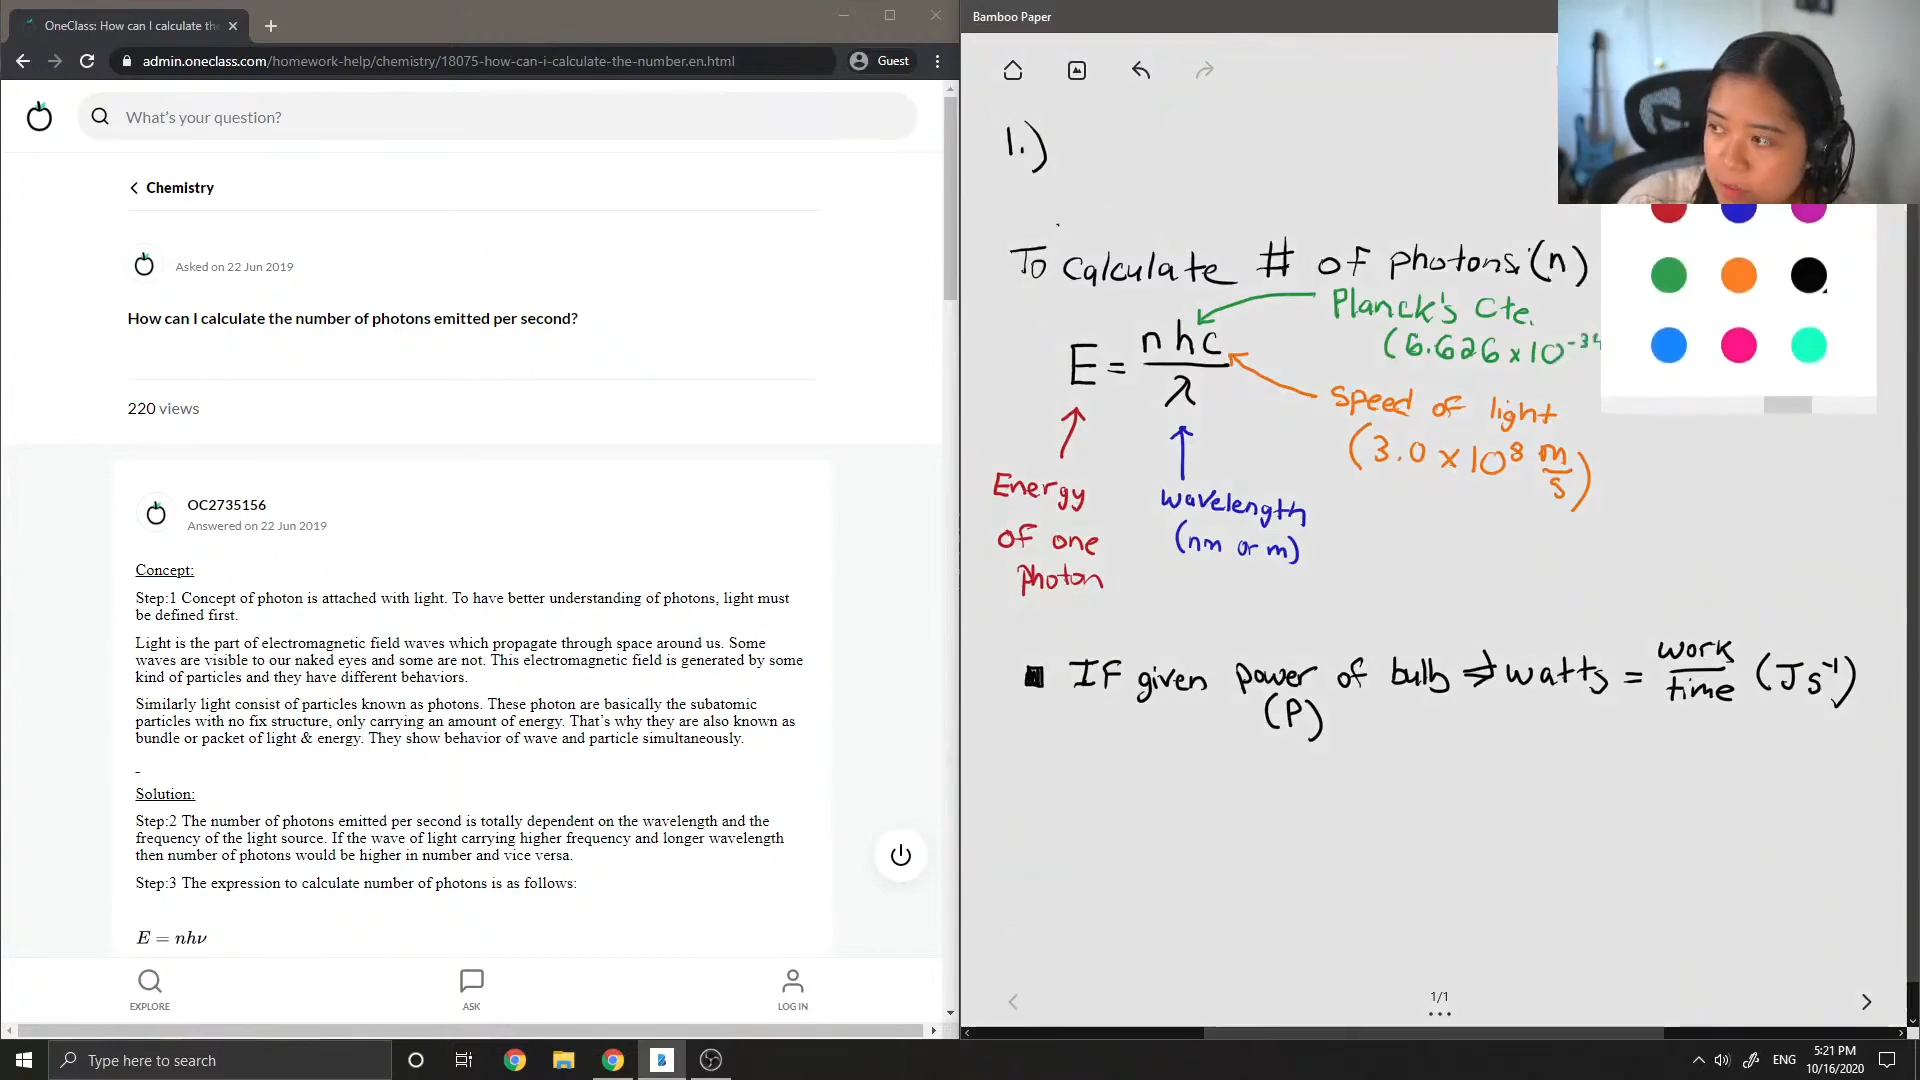 OneClass: How can I calculate the
admin.oneclass.com/homework-help/chemistry/18075-how-can-i-calculate-the-number.en.html
Guest
What's your question?
Chemistry
Asked on 22 Jun 2019
How can I calculate the number of photons emitted per second?
220 views
OC2735156
Answered on 22 Jun 2019
Concept:
Step:1 Concept of photon is attached with light. To have better understanding of photons, light must
be defined first.
Light is the part of electromagnetic field waves which propagate through space around us. Some
waves are visible to our naked eyes and some are not. This electromagnetic field is generated by some
kind of particles and they have different behaviors.
Similarly light consist of particles known as photons. These photon are basically the subatomic
particles with no fix structure, only carrying an amount of energy. That's why they are also known as
bundle or packet of light & energy. They show behavior of wave and particle simultaneously.
-
Solution:
Step:2 The number of photons emitted per second is totally dependent on the wavelength and the
frequency of the light source. If the wave of light carrying higher frequency and longer wavelength
then number of photons would be higher in number and vice versa.
Step:3 The expression to calculate number of photons is as follows:
E = nhν
EXPLORE
ASK
LOG IN
Bamboo Paper
1.)
To calculate # of photons: (n)
Planck's Cte.
(6.626 x 10^-34
E = nhc / λ
Speed of light
(3.0 x 10^8 m/s)
Energy
of one
photon
wavelength
(nm or m)
IF given power of bulb → watts = work/time (Js^-1)
(P)
1/1
Type here to search
ENG
5:21 PM
10/16/2020